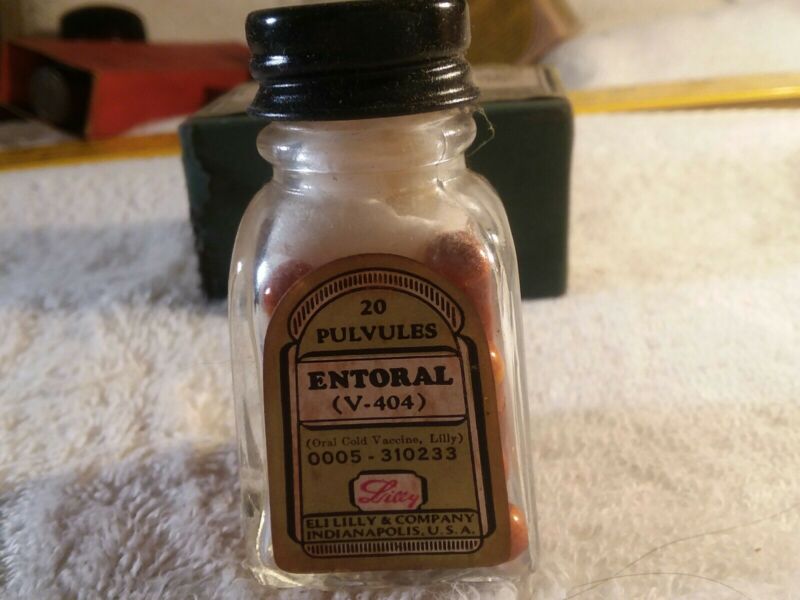 20
PULVULES
ENTORAL
(V-404)
(Oral Cold Vaccine, Lilly)
0005-310233
Lilly
ELI LILLY & COMPANY
INDIANAPOLIS, U.S.A.